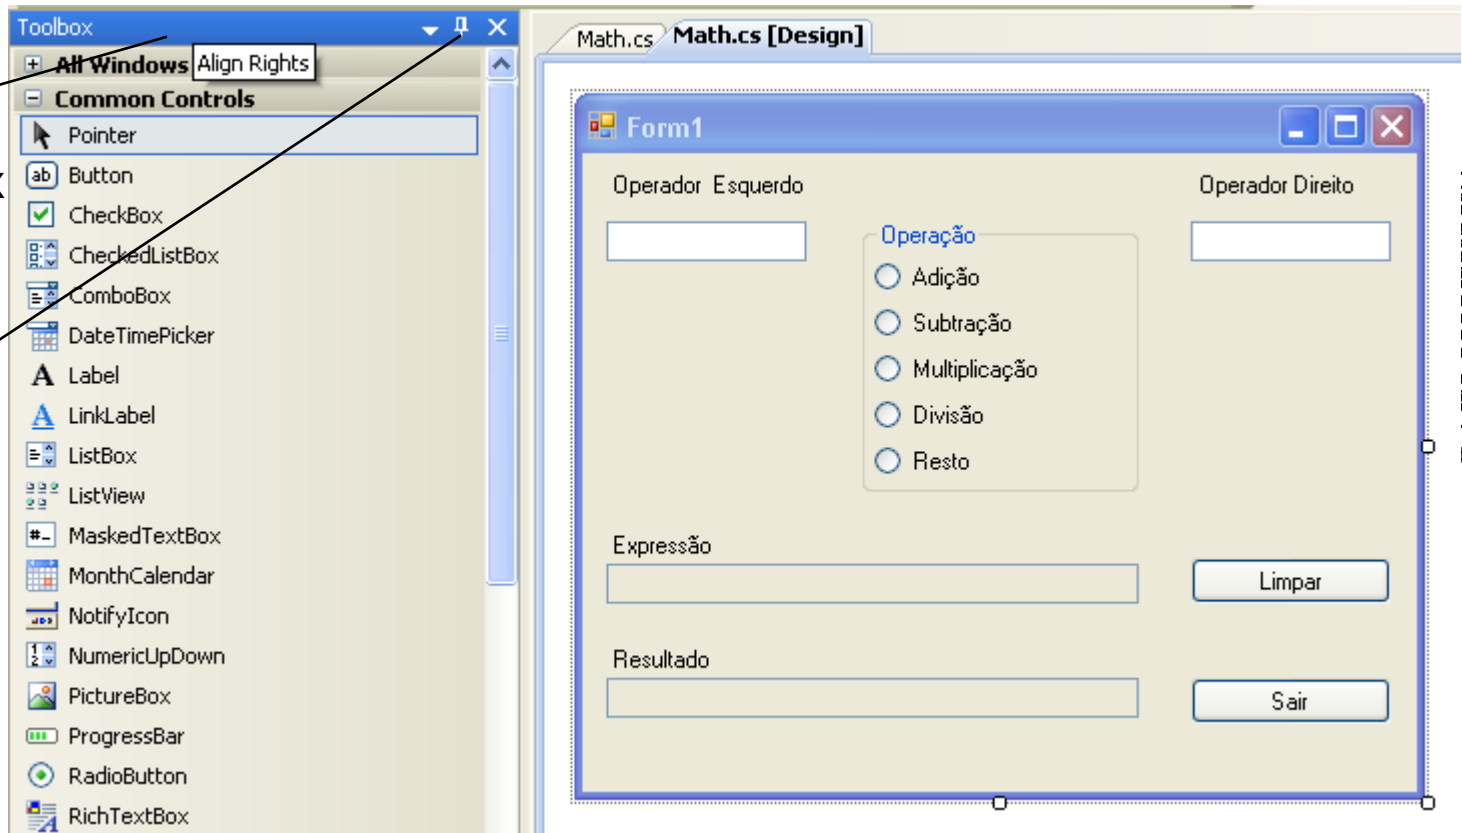 Toolbox
All Windows
Align Rights
Common Controls
Pointer
Button
CheckBox
CheckedListBox
ComboBox
DateTimePicker
Label
LinkLabel
ListBox
ListView
MaskedTextBox
MonthCalendar
NotifyIcon
NumericUpDown
PictureBox
ProgressBar
RadioButton
RichTextBox
Math.cs
Math.cs [Design]
Form1
Operador Esquerdo
Operador Direito
Operação
Adição
Subtração
Multiplicação
Divisão
Resto
Expressão
Limpar
Resultado
Sair